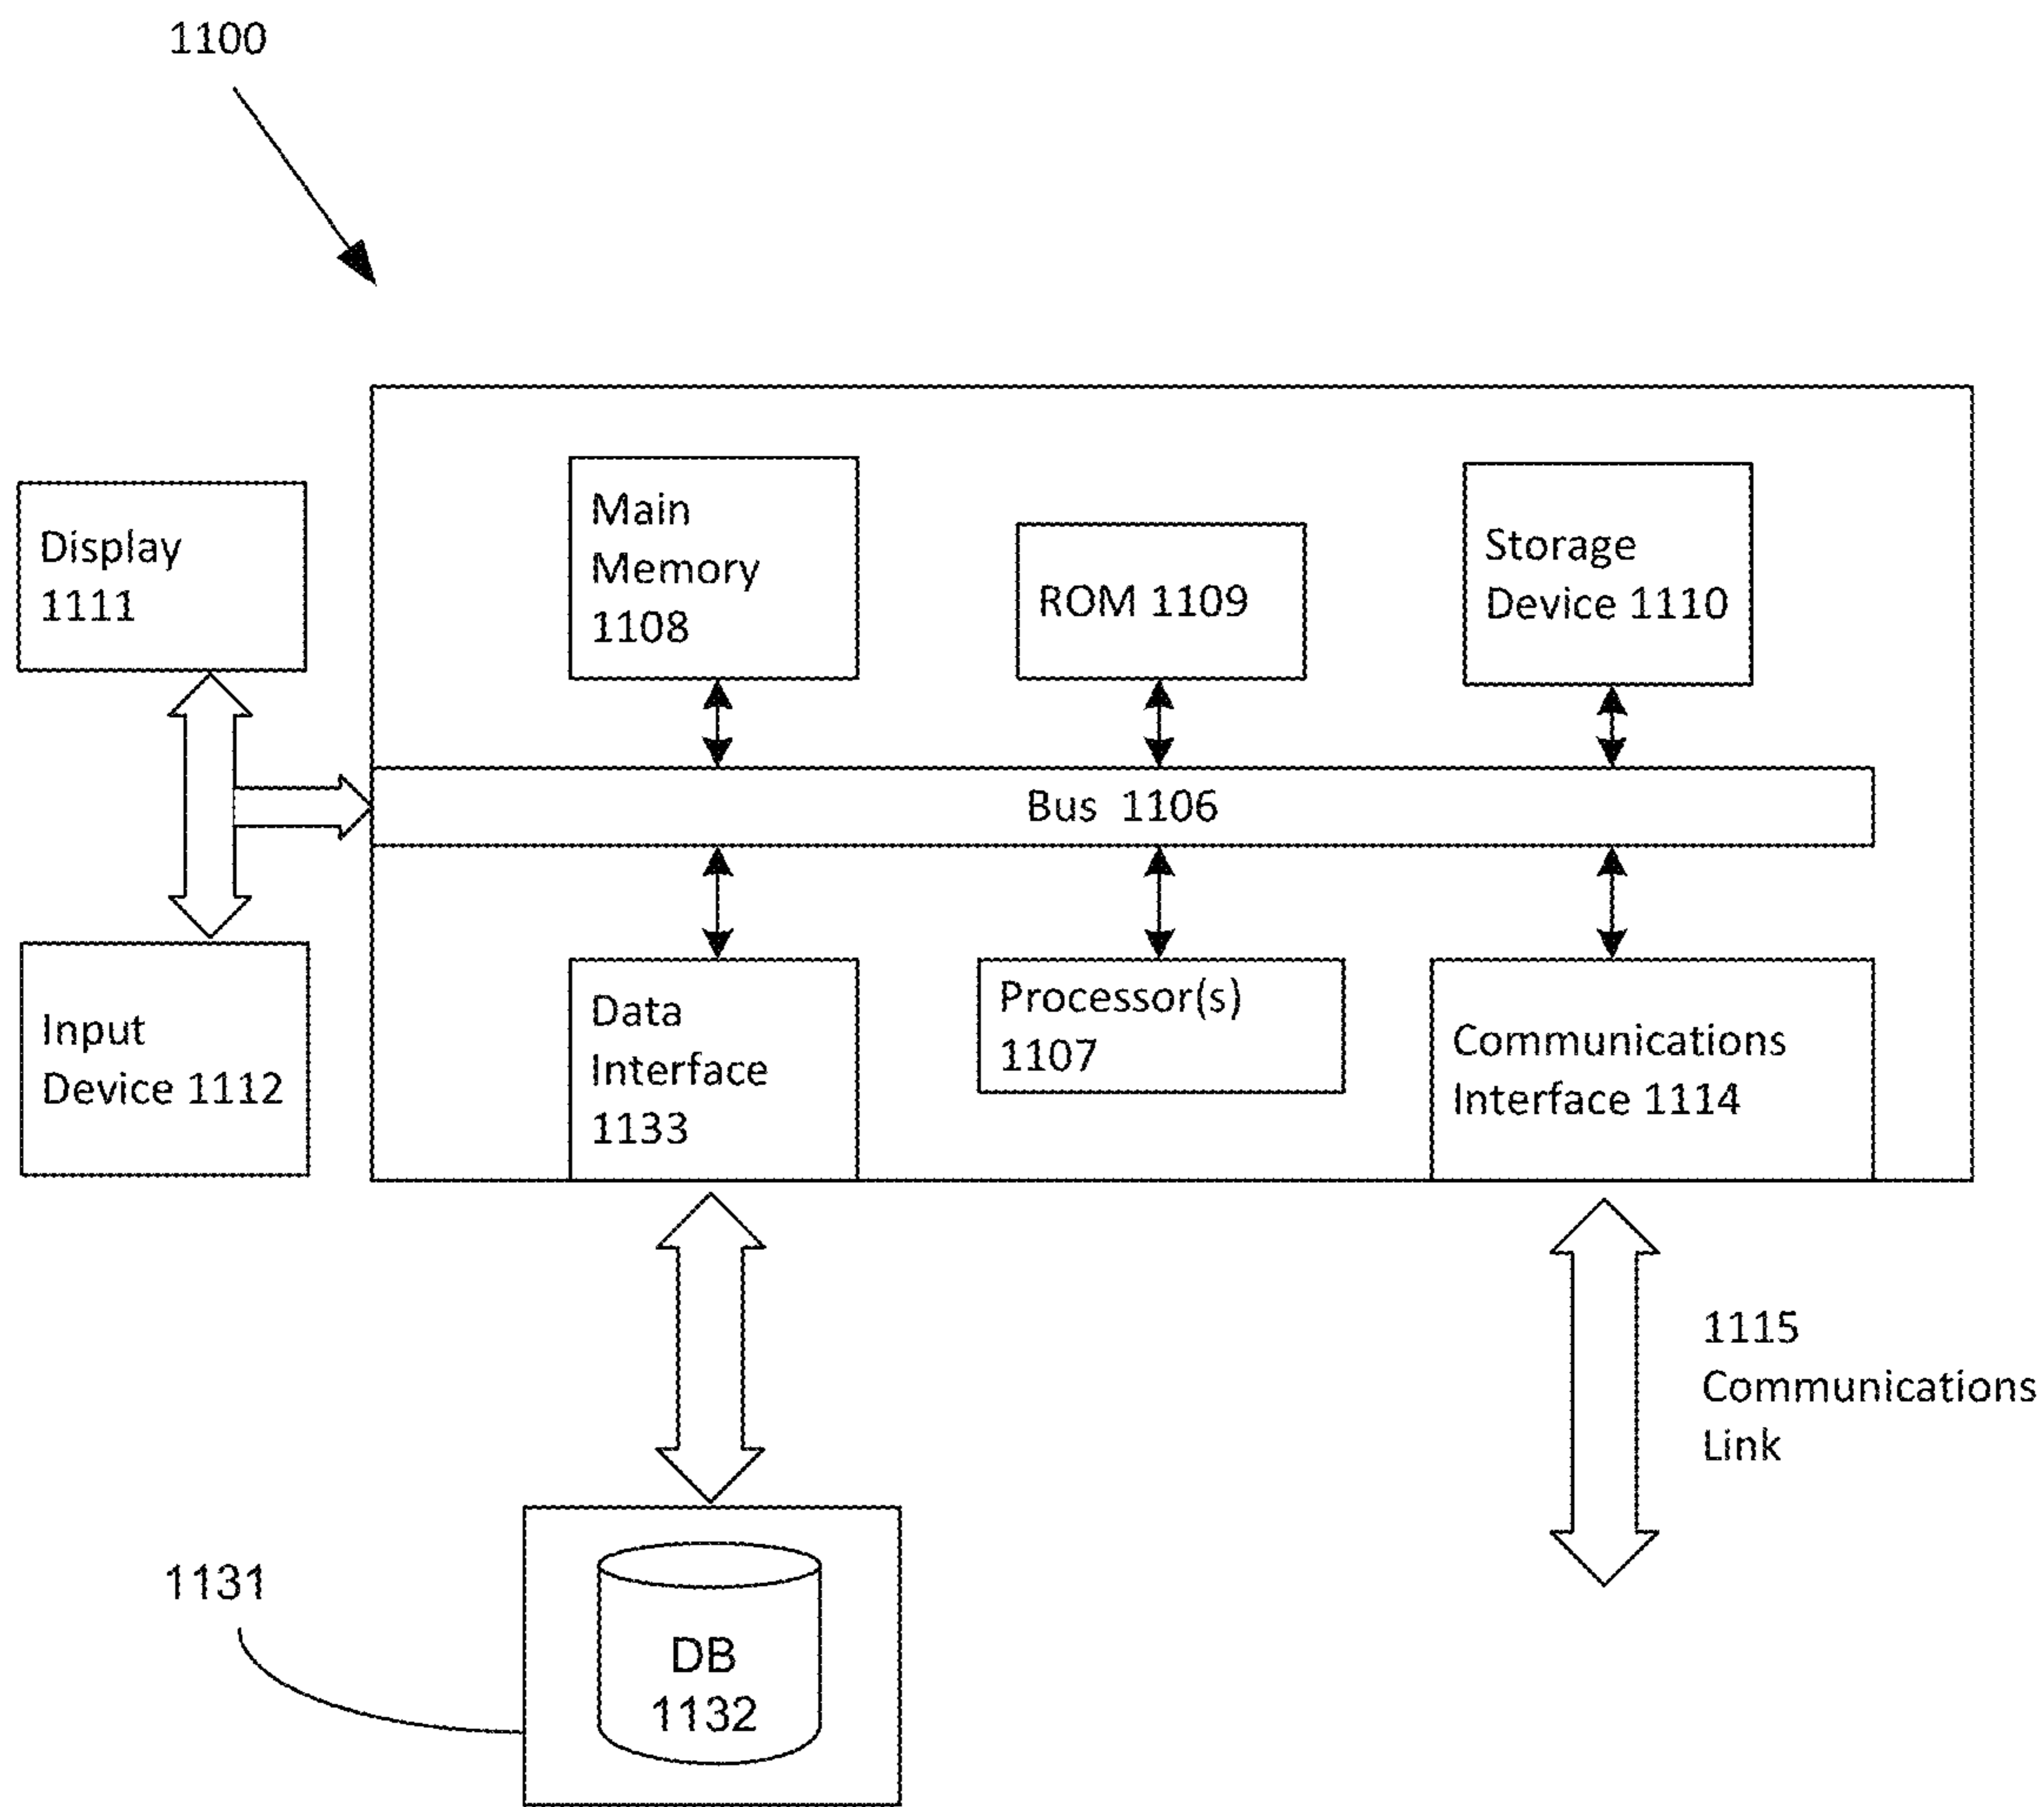 1100
Display
1111
Main
Memory
1108
ROM 1109
Storage
Device 1110
Bus 1106
Input
Device 1112
Data
Interface
1133
Processor(s)
1107
Communications
Interface 1114
1115
Communications
Link
1131
DB
1132